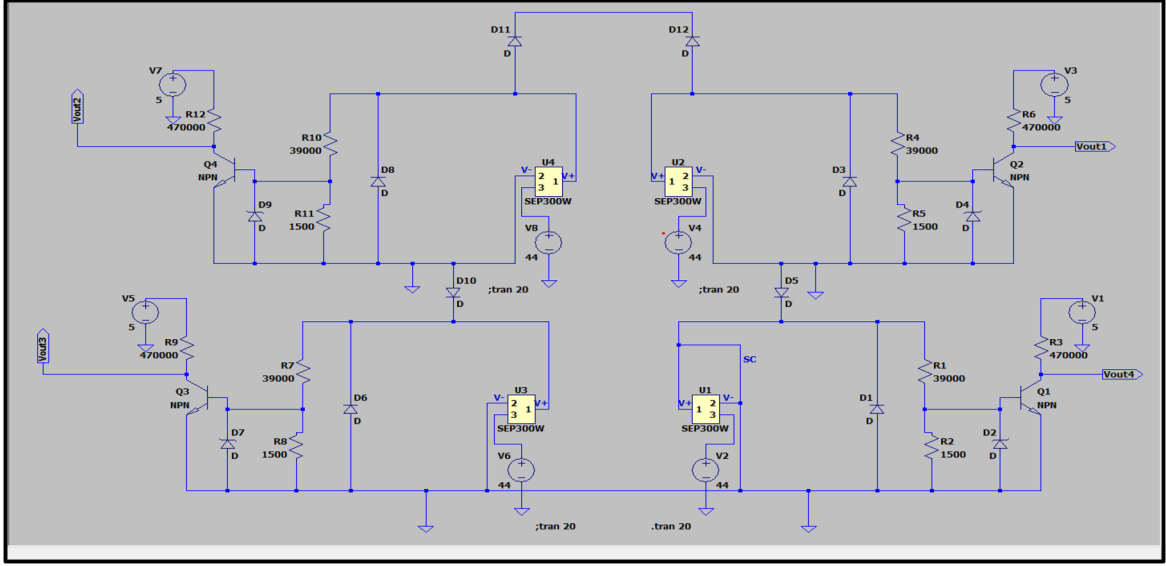 D11
D
D12
D
V7
5
R12
470000
Vout2
R10
39000
Q4
NPN
D9
D
R11
1500
D8
D
U4
V-
2
3
1
V+
SEP300W
V8
44
U2
V+
1
2
3
V-
SEP300W
V4
44
D3
D
R4
39000
R5
1500
D4
D
V3
5
R6
470000
Vout1
Q2
NPN
D10
D
;tran 20
;tran 20
D5
D
V5
5
R9
470000
Vout3
R7
39000
Q3
NPN
D7
D
R8
1500
D6
D
U3
V-
2
3
1
V+
SEP300W
V6
44
SC
U1
V+
1
2
3
V-
SEP300W
V2
44
D1
D
R1
39000
R2
1500
D2
D
V1
5
R3
470000
Vout4
Q1
NPN
;tran 20
.tran 20